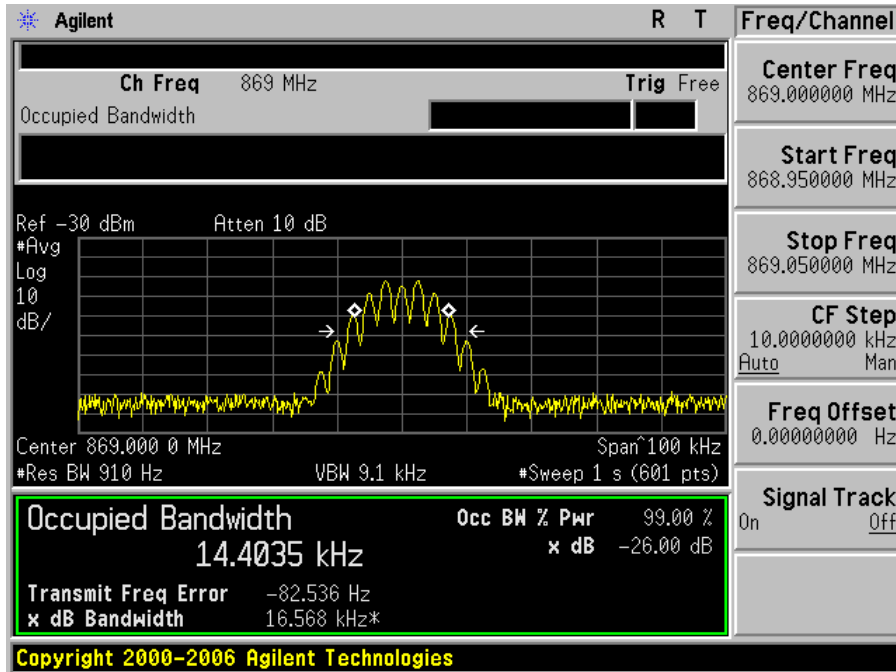 Agilent R T
Freq/Channel
Ch Freq 869 MHz Trig Free
Occupied Bandwidth
Center Freq
869.000000 MHz
Start Freq
868.950000 MHz
Stop Freq
869.050000 MHz
CF Step
10.0000000 kHz
Auto Man
Freq Offset
0.00000000 Hz
Signal Track
On Off
Ref -30 dBm Atten 10 dB
#Avg
Log
10
dB/
Center 869.000 0 MHz Span^100 kHz
#Res BW 910 Hz VBW 9.1 kHz #Sweep 1 s (601 pts)
Occupied Bandwidth Occ BW % Pwr 99.00 %
14.4035 kHz x dB -26.00 dB
Transmit Freq Error -82.536 Hz
x dB Bandwidth 16.568 kHz*
Copyright 2000-2006 Agilent Technologies